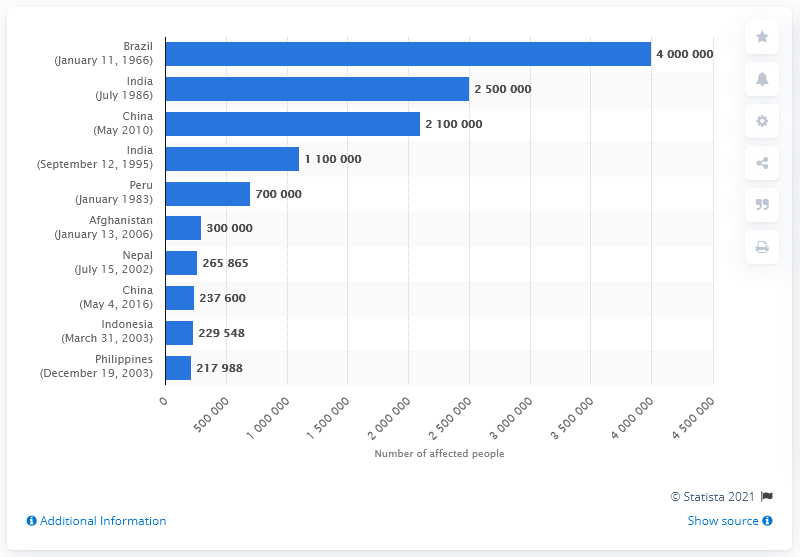 Brazil
(January 11, 1966)
4 000 000
India
(July 1986)
2 500 000
China
(May 2010)
2 100 000
India
(September 12, 1995)
1 100 000
Peru
(January 1983)
700 000
Afghanistan
(January 13, 2006)
300 000
Nepal
(July 15, 2002)
265 865
China
(May 4, 2016)
237 600
Indonesia
(March 31, 2003)
229 548
Philippines
(December 19, 2003)
217 988
0
500 000
1 000 000
1 500 000
2 000 000
2 500 000
3 000 000
3 500 000
4 000 000
4 500 000
Number of affected people
© Statista 2021
Additional Information
Show source